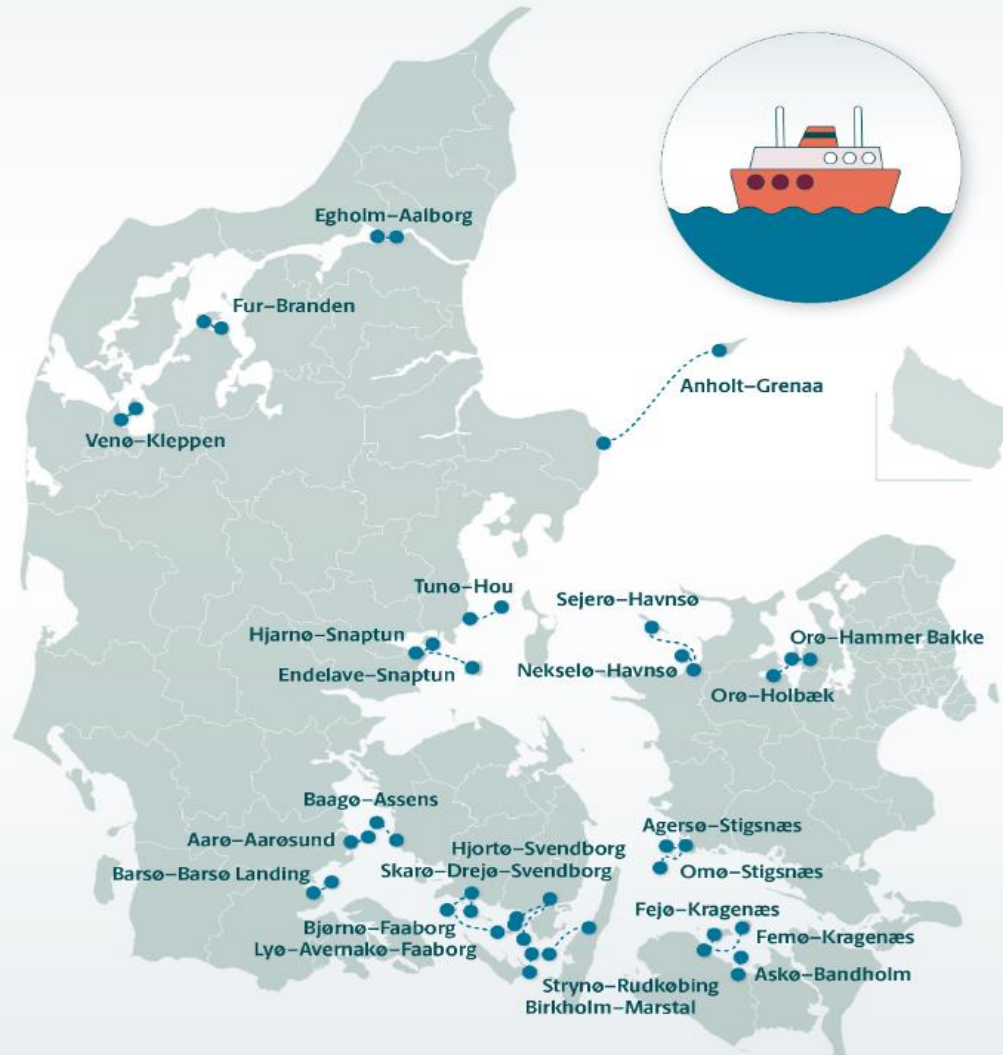 Egholm–Aalborg
Fur–Branden
Anholt–Grenaa
Venø–Kleppen
Tunø–Hou
Sejerø–Havnsø
Hjarnø–Snaptun
Orø–Hammer Bakke
Endelave–Snaptun
Nekselø–Havnsø
Orø–Holbæk
Baagø–Assens
Agersø–Stigsnæs
Aarø–Aarøsund
Hjortø–Svendborg
Barsø–Barsø Landing
Skarø–Drejø–Svendborg
Omø–Stigsnæs
Fejø–Kragenæs
Bjørnø–Faaborg
Femø–Kragenæs
Lyø–Avernakø–Faaborg
Askø–Bandholm
Strynø–Rudkøbing
Birkholm–Marstal